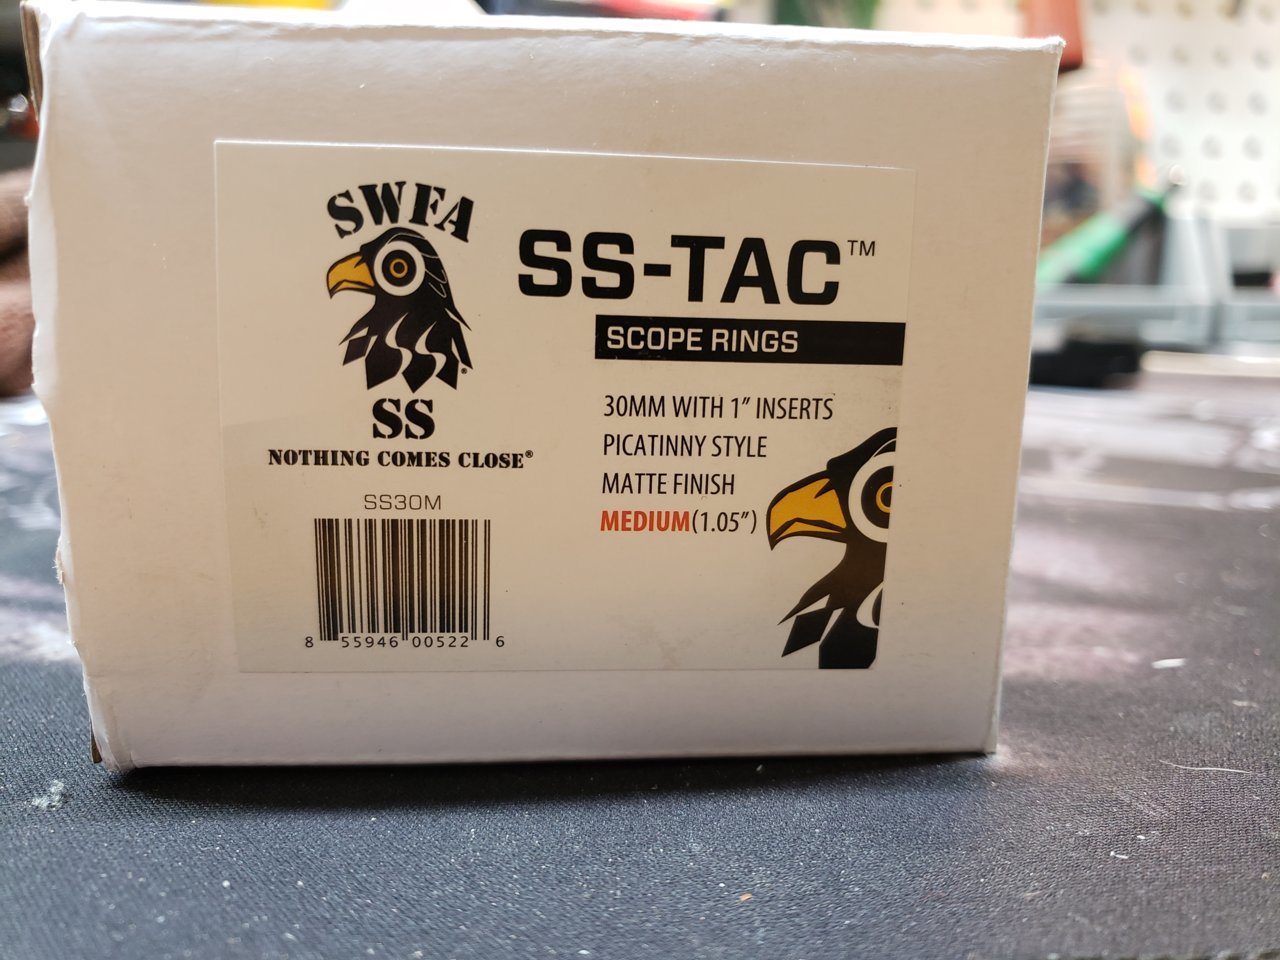 SWFA
SS
NOTHING COMES CLOSE®
SS30M
8 55946 00522 6
SS-TAC™
SCOPE RINGS
30MM WITH 1" INSERTS
PICATINNY STYLE
MATTE FINISH
MEDIUM(1.05")